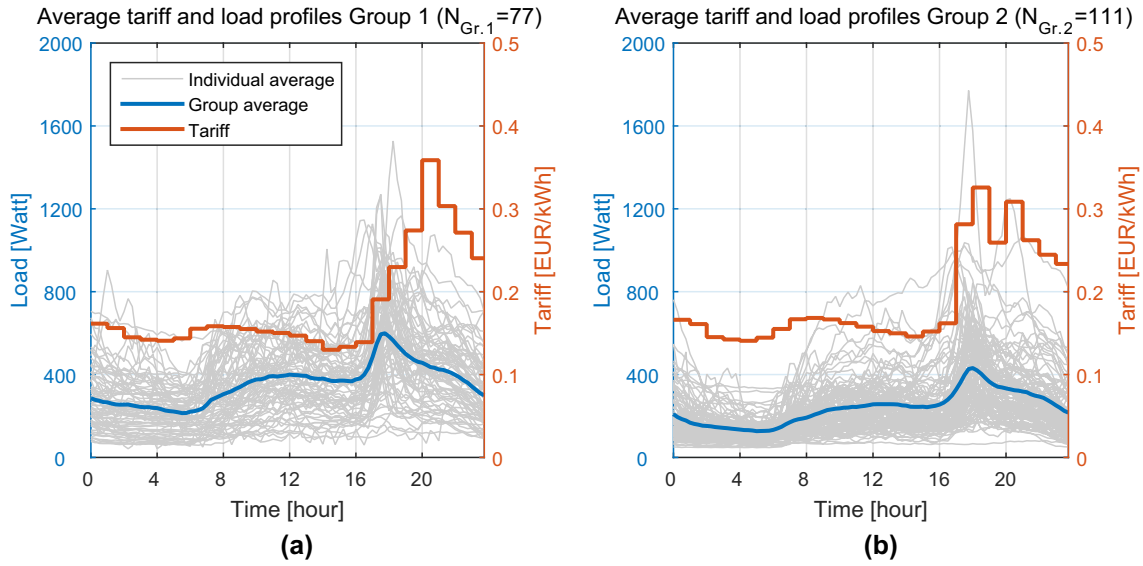 Average tariff and load profiles Group 1 (N_Gr.1=77)
2000
1600
1200
800
400
0
Load [Watt]
Individual average
Group average
Tariff
0.5
0.4
0.3
0.2
0.1
0
Tariff [EUR/kWh]
0 4 8 12 16 20
Time [hour]
(a)
Average tariff and load profiles Group 2 (N_Gr.2=111)
2000
1600
1200
800
400
0
Load [Watt]
0.5
0.4
0.3
0.2
0.1
0
Tariff [EUR/kWh]
0 4 8 12 16 20
Time [hour]
(b)